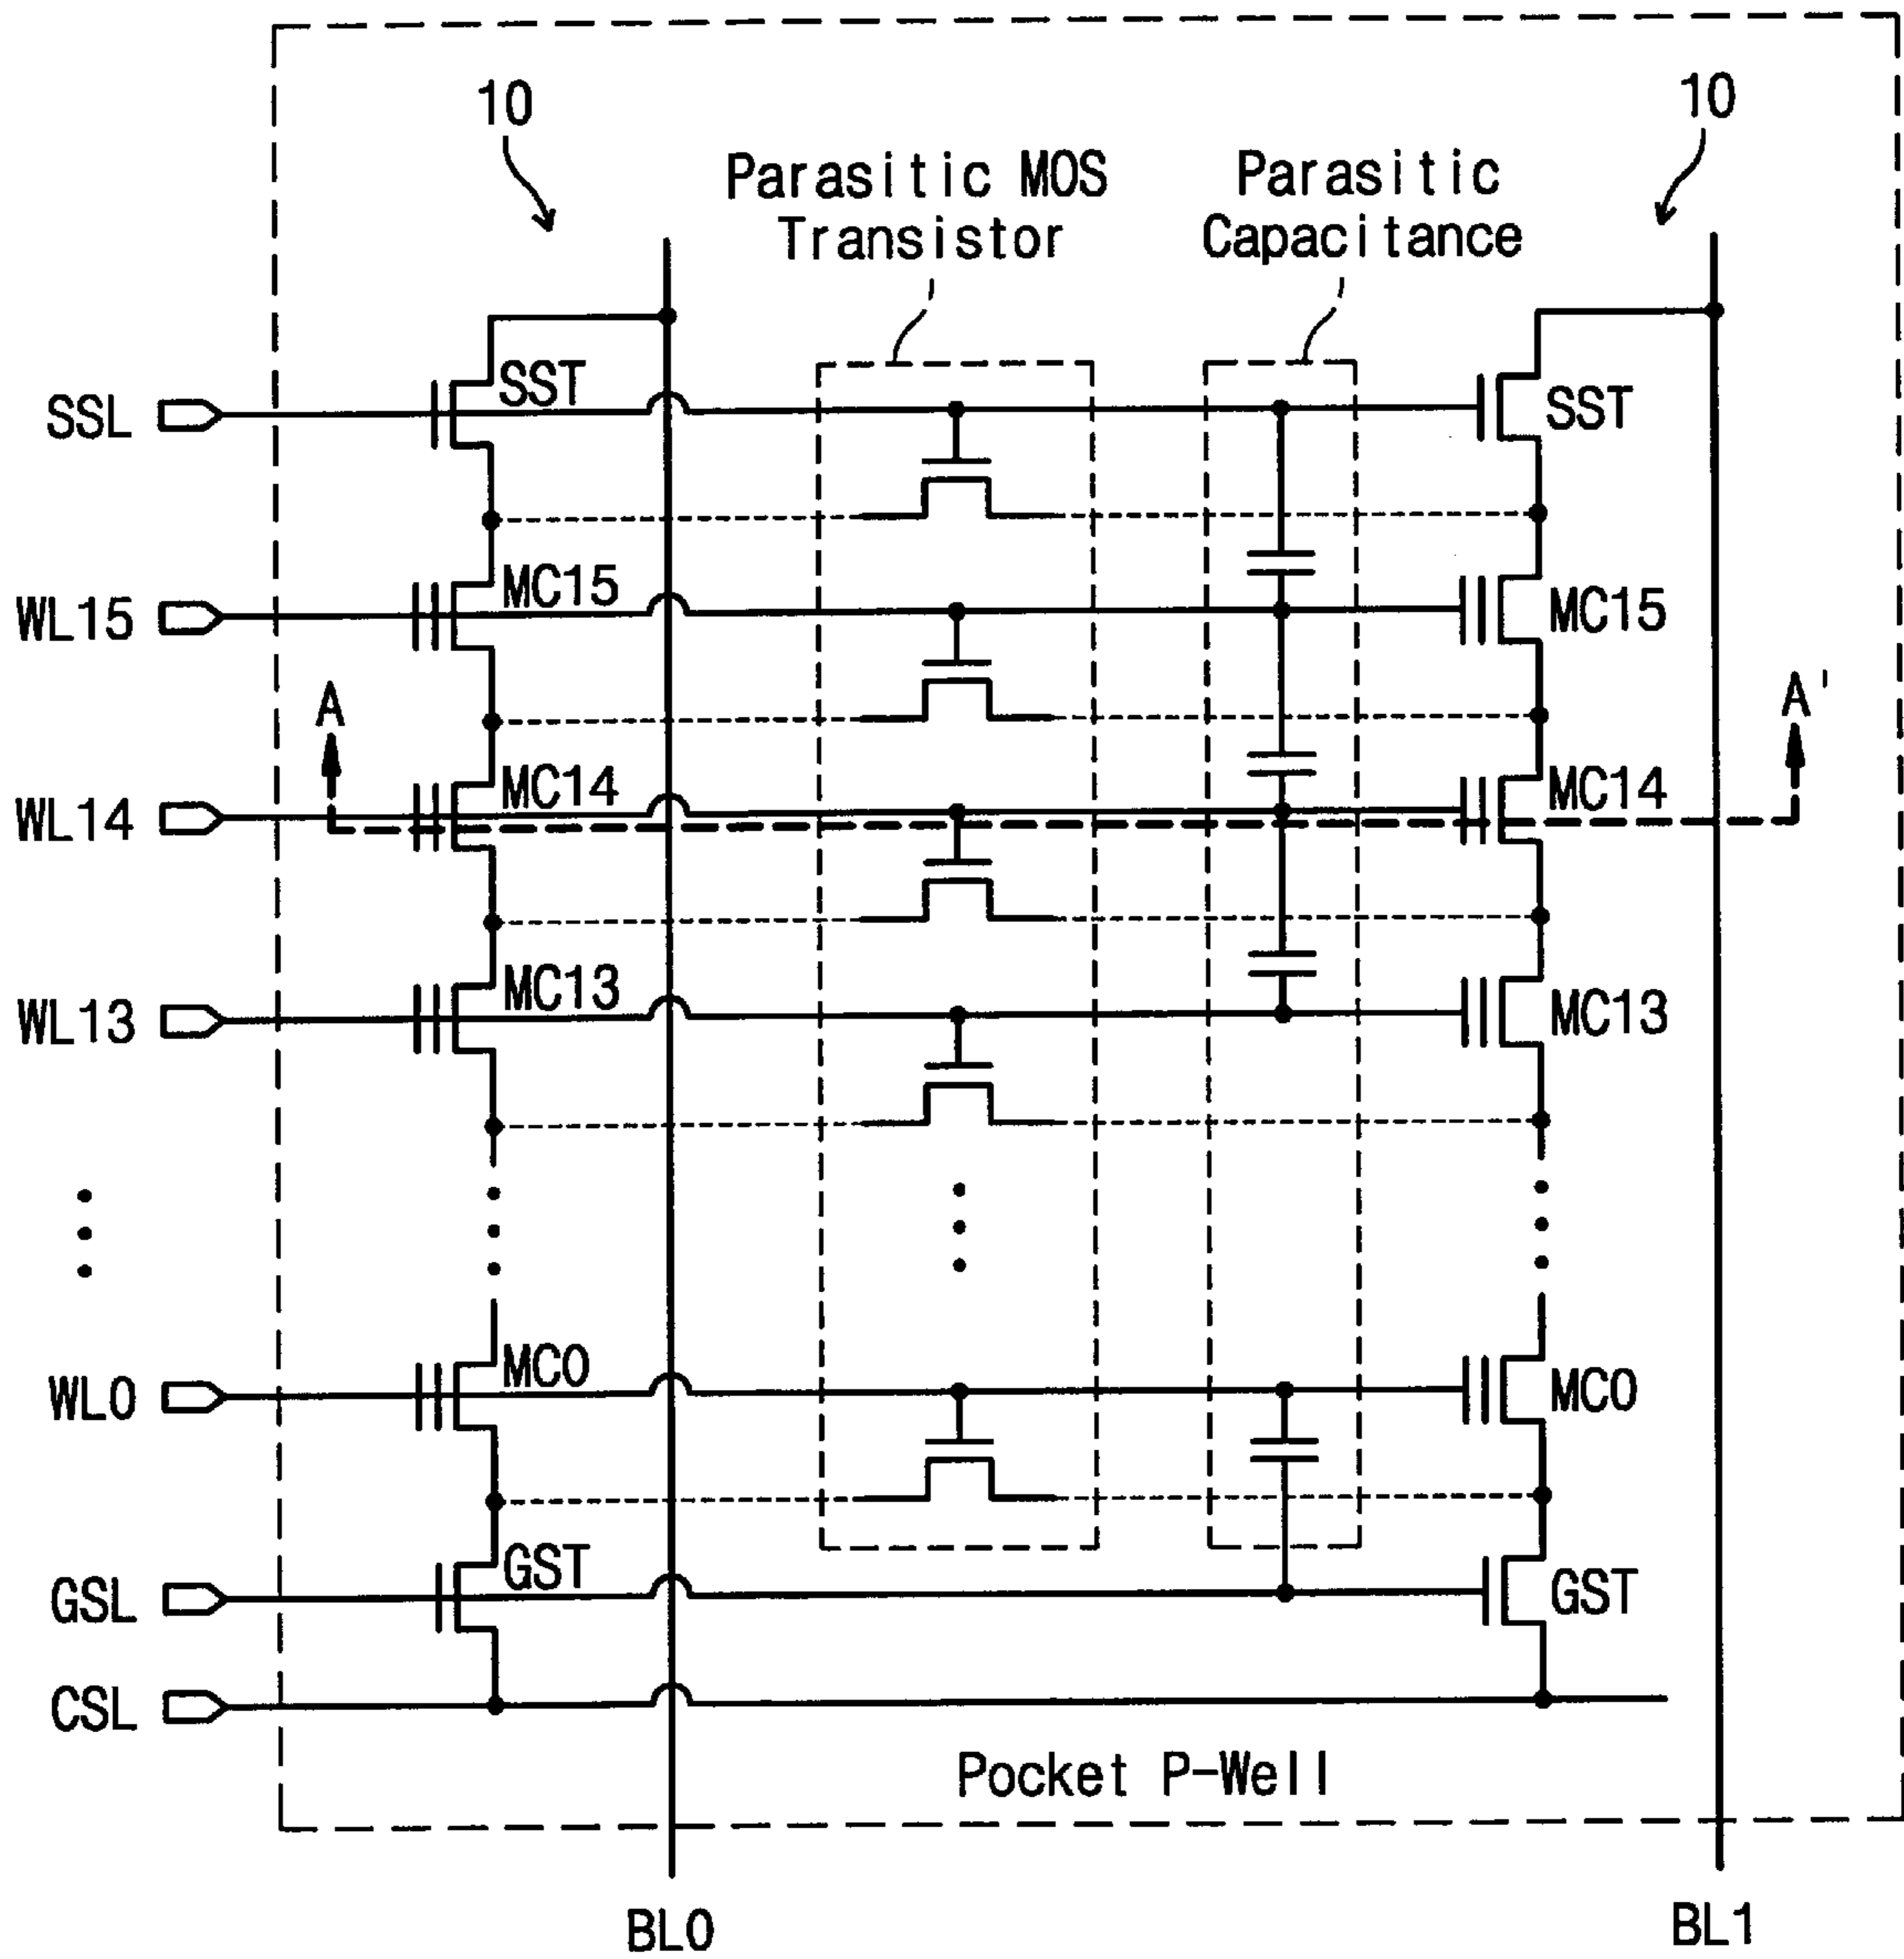 10
10
Parasitic MOS
Transistor
Parasitic
Capacitance
SSL
SST
SST
WL15
MC15
MC15
A
A'
WL14
MC14
MC14
WL13
MC13
MC13
WL0
MC0
MC0
GSL
GST
GST
CSL
Pocket P-Well
BL0
BL1